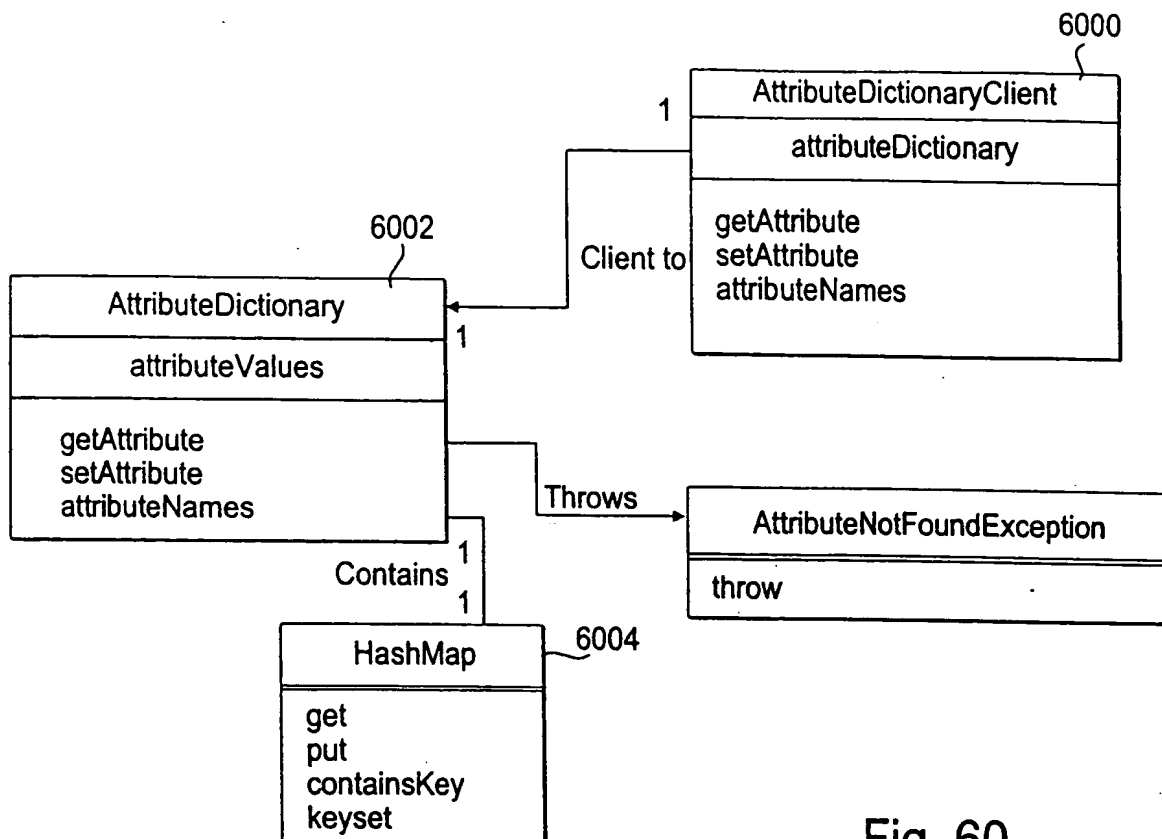 6000
AttributeDictionaryClient
1
attributeDictionary
getAttribute
setAttribute
attributeNames
Client to
6002
AttributeDictionary
1
attributeValues
getAttribute
setAttribute
attributeNames
Throws
AttributeNotFoundException
throw
1
Contains
1
HashMap
6004
get
put
containsKey
keyset
Fig. 60